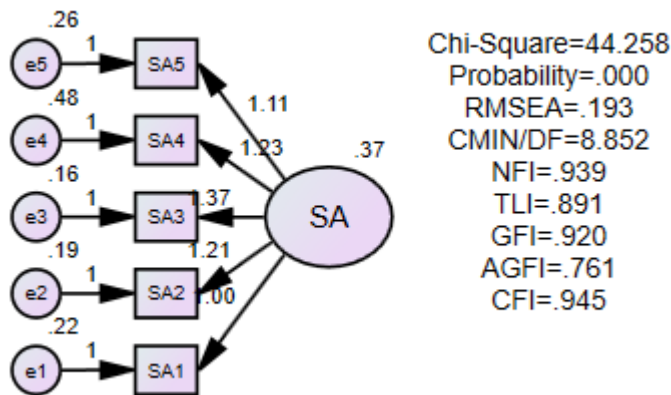 .26
e5 1 SA5
.48
1.11
e4 1 SA4
1.23
.37
.16
e3 1 SA3
1.37
SA
.19
1.21
e2 1 SA2
1.00
.22
e1 1 SA1
Chi-Square=44.258
Probability=.000
RMSEA=.193
CMIN/DF=8.852
NFI=.939
TLI=.891
GFI=.920
AGFI=.761
CFI=.945